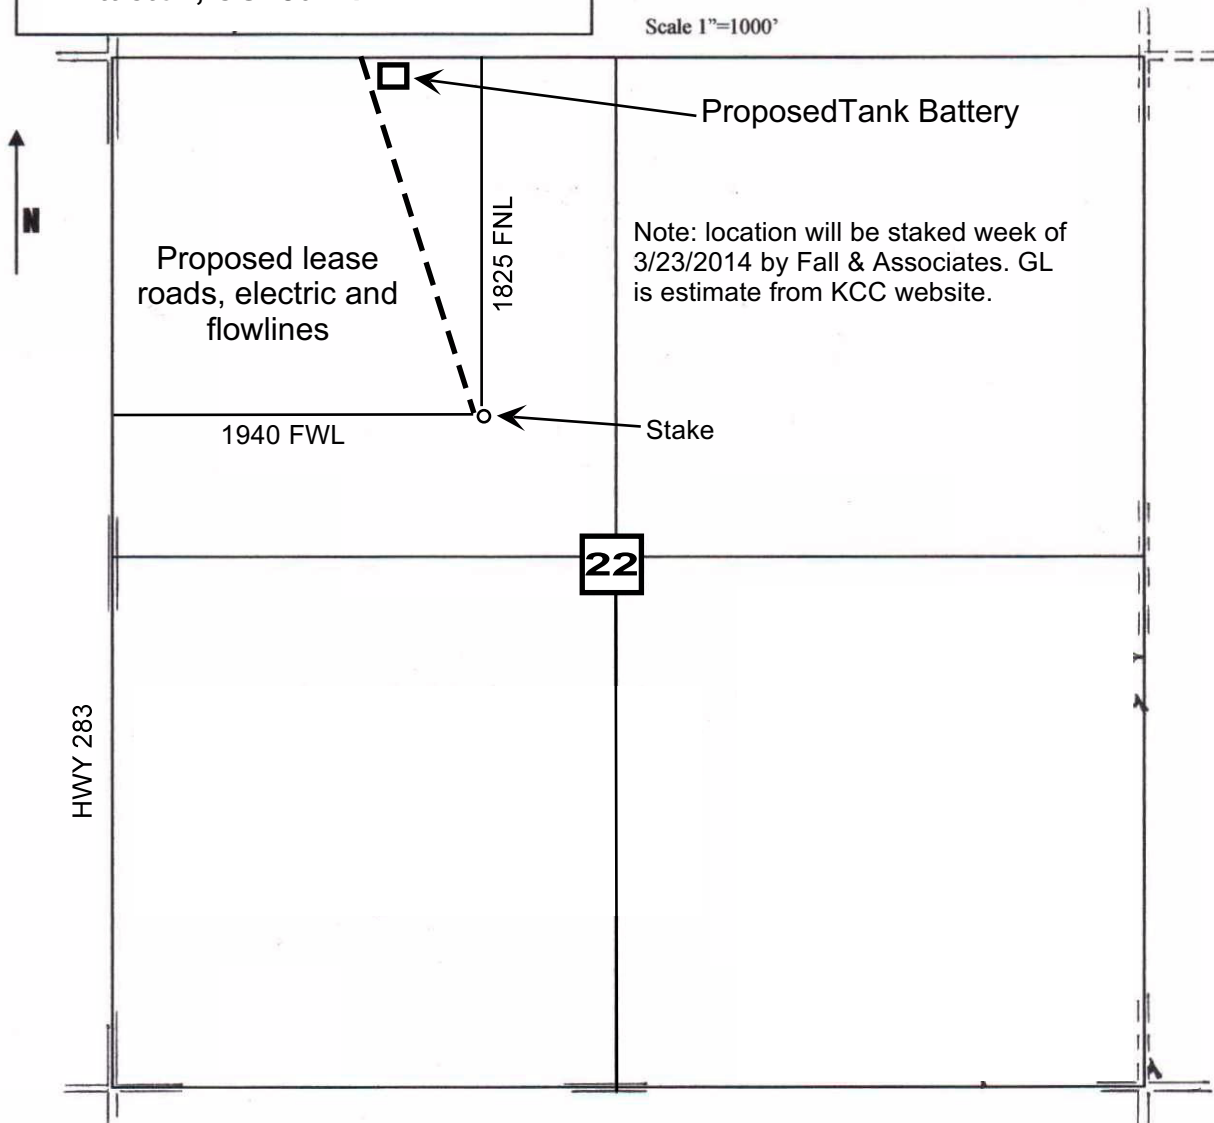 Scale 1"=1000'
ProposedTank Battery
N
Note: location will be staked week of
3/23/2014 by Fall & Associates. GL
is estimate from KCC website.
Proposed lease
roads, electric and
flowlines
1825 FNL
1940 FWL
Stake
22
HWY 283